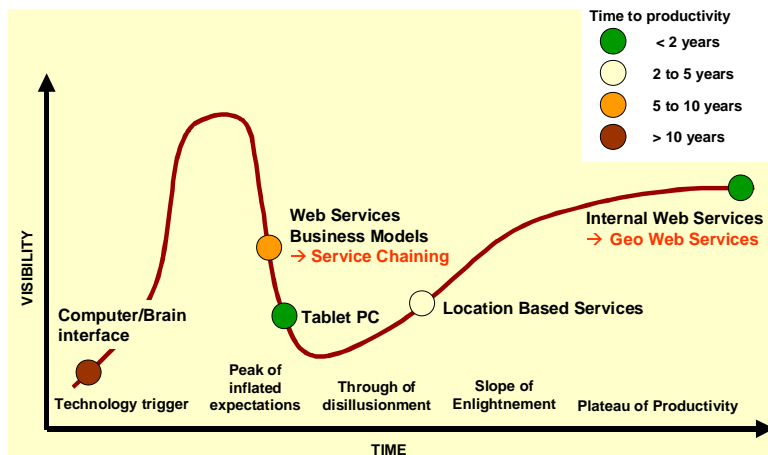 Time to productivity
< 2 years
2 to 5 years
5 to 10 years
> 10 years
VISIBILITY
Web Services
Business Models
→ Service Chaining
Internal Web Services
→ Geo Web Services
Computer/Brain
interface
Tablet PC
Location Based Services
Technology trigger
Peak of
inflated
expectations
Through of
disillusionment
Slope of
Enlightnement
Plateau of Productivity
TIME